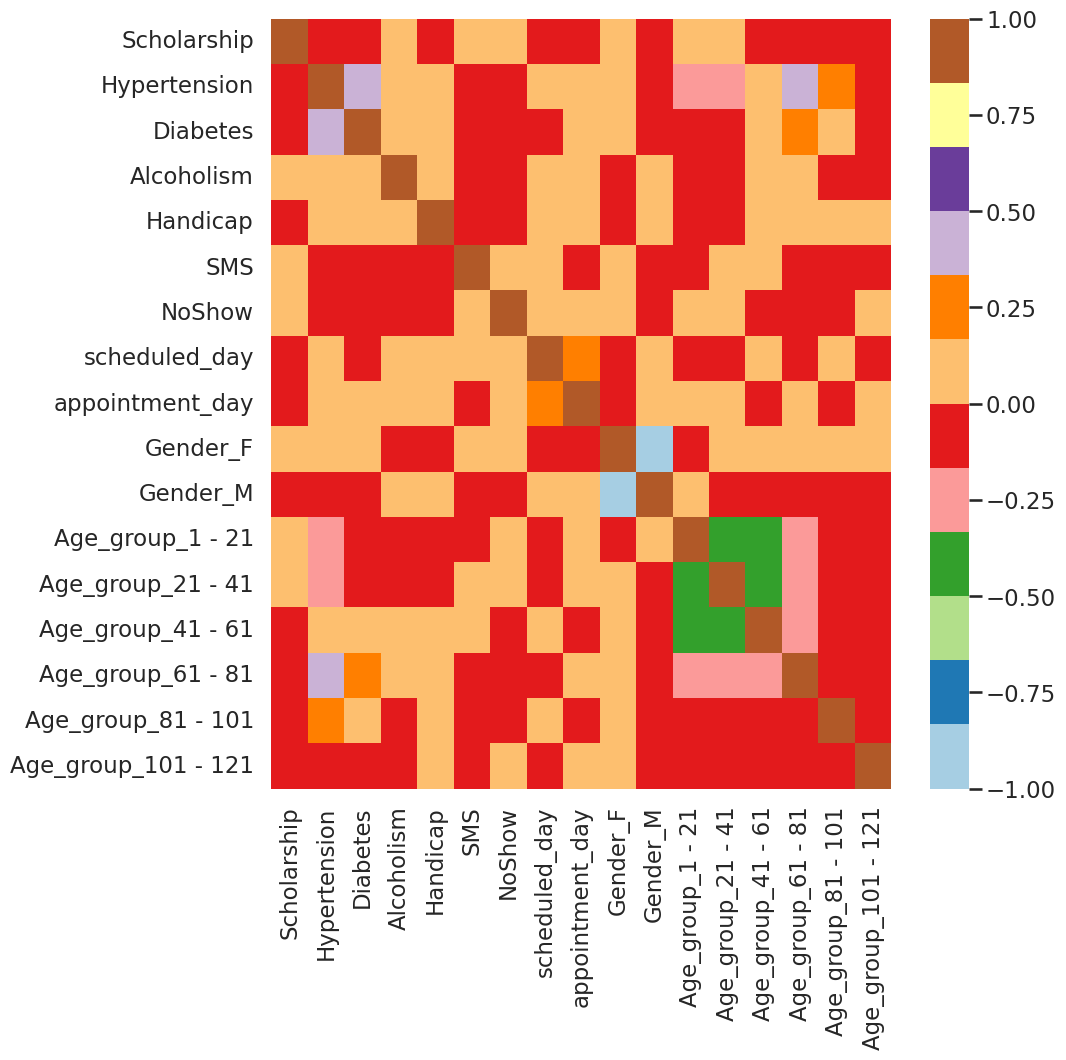 Scholarship
Hypertension
Diabetes
Alcoholism
Handicap
SMS
NoShow
scheduled_day
appointment_day
Gender_F
Gender_M
Age_group_1 - 21
Age_group_21 - 41
Age_group_41 - 61
Age_group_61 - 81
Age_group_81 - 101
Age_group_101 - 121
Scholarship
Hypertension
Diabetes
Alcoholism
Handicap
SMS
NoShow
scheduled_day
appointment_day
Gender_F
Gender_M
Age_group_1 - 21
Age_group_21 - 41
Age_group_41 - 61
Age_group_61 - 81
Age_group_81 - 101
Age_group_101 - 121
1.00
0.75
0.50
0.25
0.00
−0.25
−0.50
−0.75
−1.00